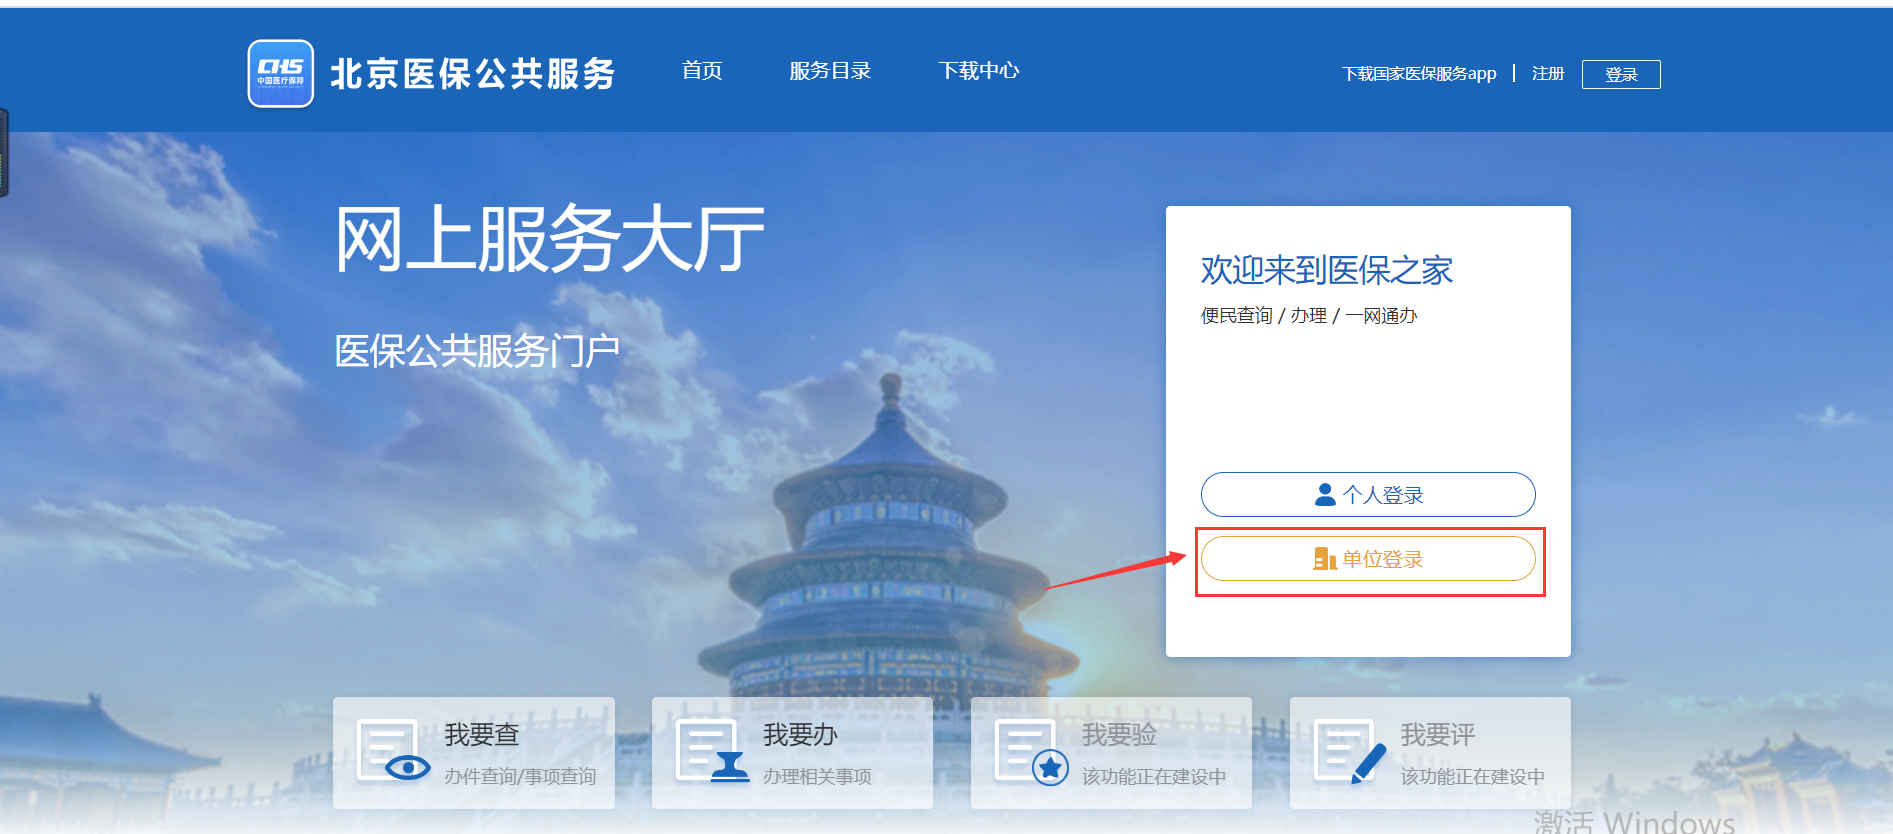 CHS
中国医疗保障
北京医保公共服务
首页
服务目录
下载中心
下载国家医保服务app
注册
登录
网上服务大厅
医保公共服务门户
欢迎来到医保之家
便民查询 / 办理 / 一网通办
个人登录
单位登录
我要查
办件查询/事项查询
我要办
办理相关事项
我要验
该功能正在建设中
我要评
该功能正在建设中
激活 Windows